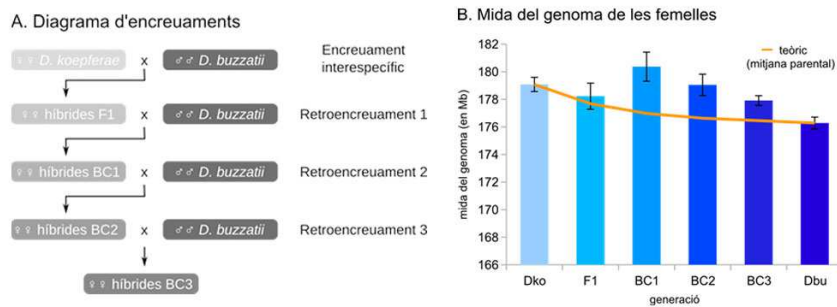 A. Diagrama d'encreuaments
♀♀ D. koepferae x ♂♂ D. buzzatii
Encreuament
interespecífic
♀♀ híbrides F1 x ♂♂ D. buzzatii Retroencreuament 1
♀♀ híbrides BC1 x ♂♂ D. buzzatii Retroencreuament 2
♀♀ híbrides BC2 x ♂♂ D. buzzatii Retroencreuament 3
♀♀ híbrides BC3
B. Mida del genoma de les femelles
teòric
(mitjana parental)
mida del genoma (en Mb)
182
180
178
176
174
172
170
168
166
Dko F1 BC1 BC2 BC3 Dbu
generació